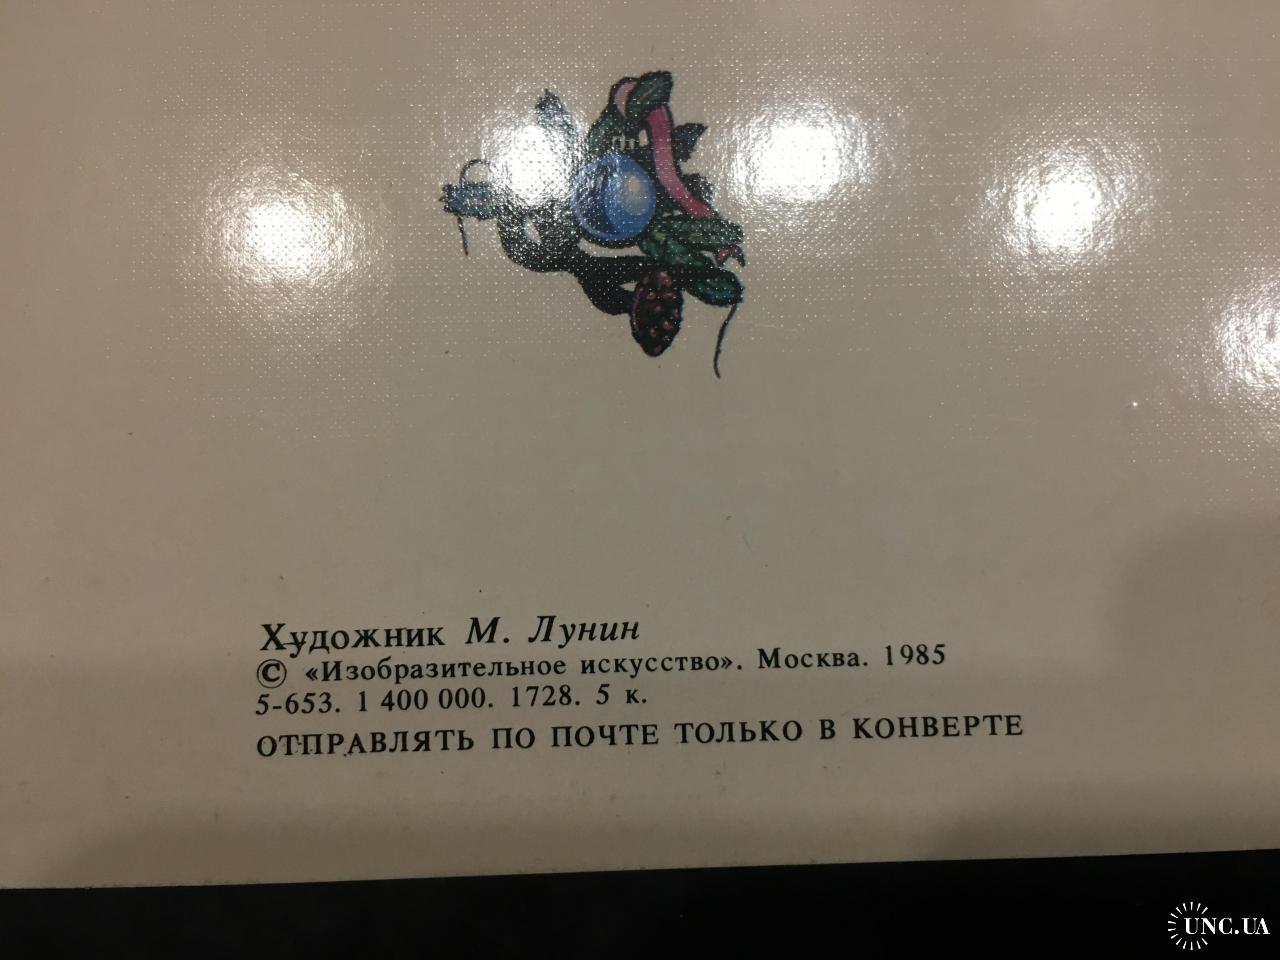 Художник М. Лунин
© «Изобразительное искусство». Москва. 1985
5-653. 1 400 000. 1728. 5 к.
ОТПРАВЛЯТЬ ПО ПОЧТЕ ТОЛЬКО В КОНВЕРТЕ
UNC.UA